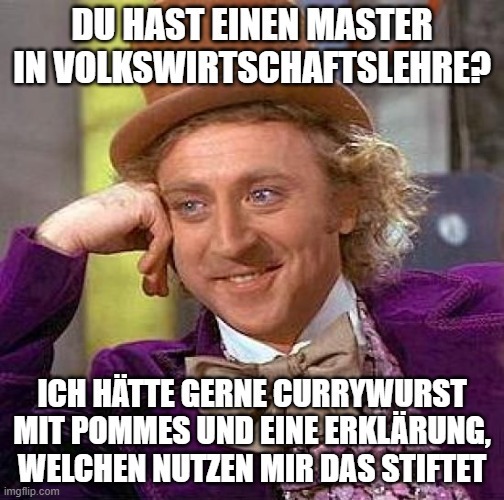 DU HAST EINEN MASTER
IN VOLKSWIRTSCHAFTSLEHRE?
ICH HÄTTE GERNE CURRYWURST
MIT POMMES UND EINE ERKLÄRUNG,
WELCHEN NUTZEN MIR DAS STIFTET
imgflip.com